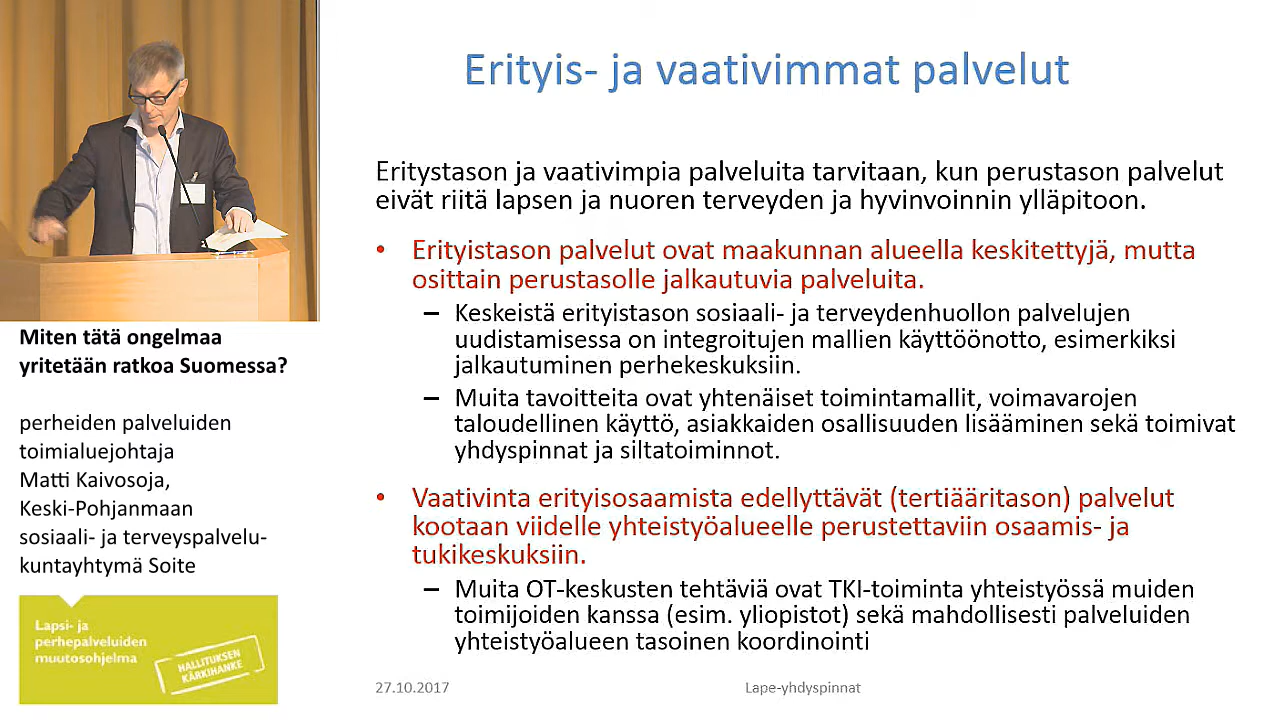 Erityis- ja vaativimmat palvelut
Eritystason ja vaativimpia palveluita tarvitaan, kun perustason palvelut
eivät riitä lapsen ja nuoren terveyden ja hyvinvoinnin ylläpitoon.
• Erityistason palvelut ovat maakunnan alueella keskitettyjä, mutta
osittain perustasolle jalkautuvia palveluita.
– Keskeistä erityistason sosiaali- ja terveydenhuollon palvelujen
uudistamisessa on integroitujen mallien käyttöönotto, esimerkiksi
jalkautuminen perhekeskuksiin.
– Muita tavoitteita ovat yhtenäiset toimintamallit, voimavarojen
taloudellinen käyttö, asiakkaiden osallisuuden lisääminen sekä toimivat
yhdyspinnat ja siltatoiminnot.
• Vaativinta erityisosaamista edellyttävät (tertiääritason) palvelut
kootaan viidelle yhteistyöalueelle perustettaviin osaamis- ja
tukikeskuksiin.
– Muita OT-keskusten tehtäviä ovat TKI-toiminta yhteistyössä muiden
toimijoiden kanssa (esim. yliopistot) sekä mahdollisesti palveluiden
yhteistyöalueen tasoinen koordinointi
27.10.2017
Lape-yhdyspinnat
Miten tätä ongelmaa
yritetään ratkoa Suomessa?
perheiden palveluiden
toimialuejohtaja
Matti Kaivosoja,
Keski-Pohjanmaan
sosiaali- ja terveyspalvelu-
kuntayhtymä Soite
Lapsi- ja
perhepalveluiden
muutosohjelma
HALLITUKSEN
KÄRKIHANKE